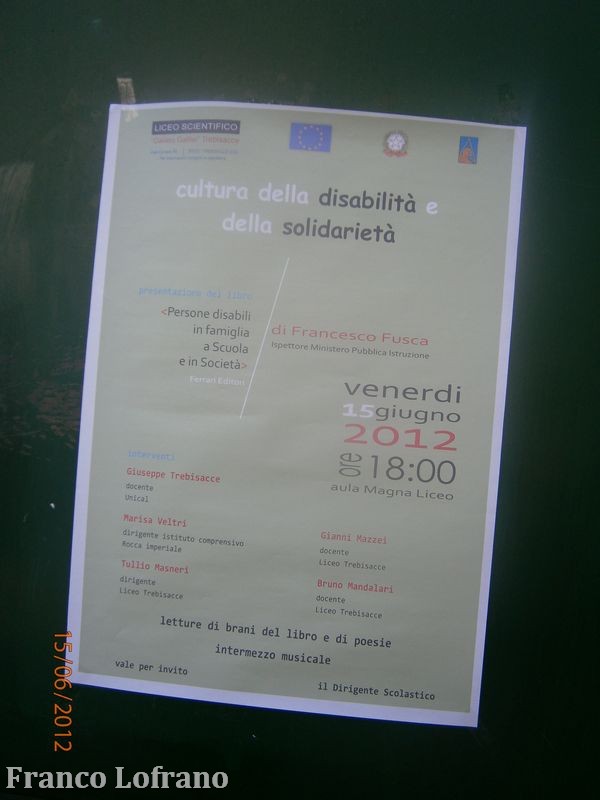 LICEO SCIENTIFICO
"Galileo Galilei" Trebisacce
cultura della disabilità e
della solidarietà
presentazione del libro
<Persone disabili
in famiglia
a Scuola
e in Società>
Ferrari Editori
di Francesco Fusca
Ispettore Ministero Pubblica Istruzione
venerdi
15giugno
2012
ore 18:00
aula Magna Liceo
interventi
Giuseppe Trebisacce
docente
Unical
Marisa Veltri
dirigente istituto comprensivo
Rocca imperiale
Tullio Masneri
dirigente
Liceo Trebisacce
Gianni Mazzei
docente
Liceo Trebisacce
Bruno Mandalari
docente
Liceo Trebisacce
letture di brani del libro e di poesie
intermezzo musicale
vale per invito
il Dirigente Scolastico
15/06/2012
Franco Lofrano